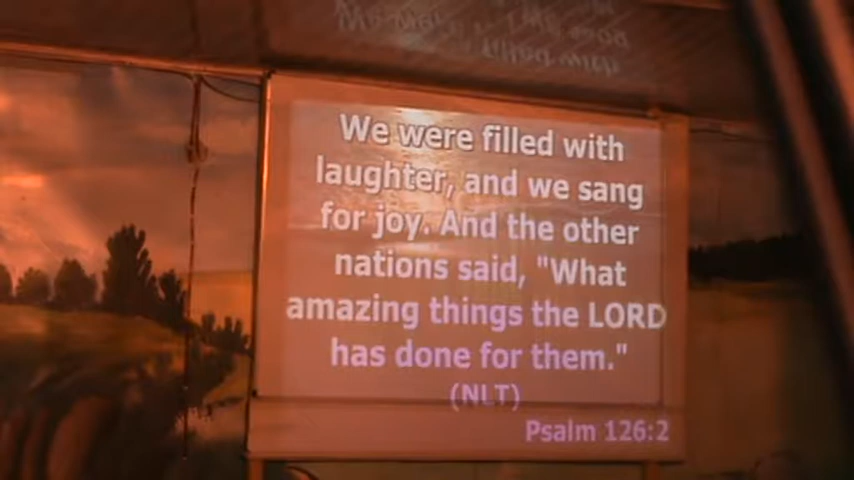 We were filled with
laughter, and we sang
for joy. And the other
nations said, "What
amazing things the LORD
has done for them."
(NLT)
Psalm 126:2